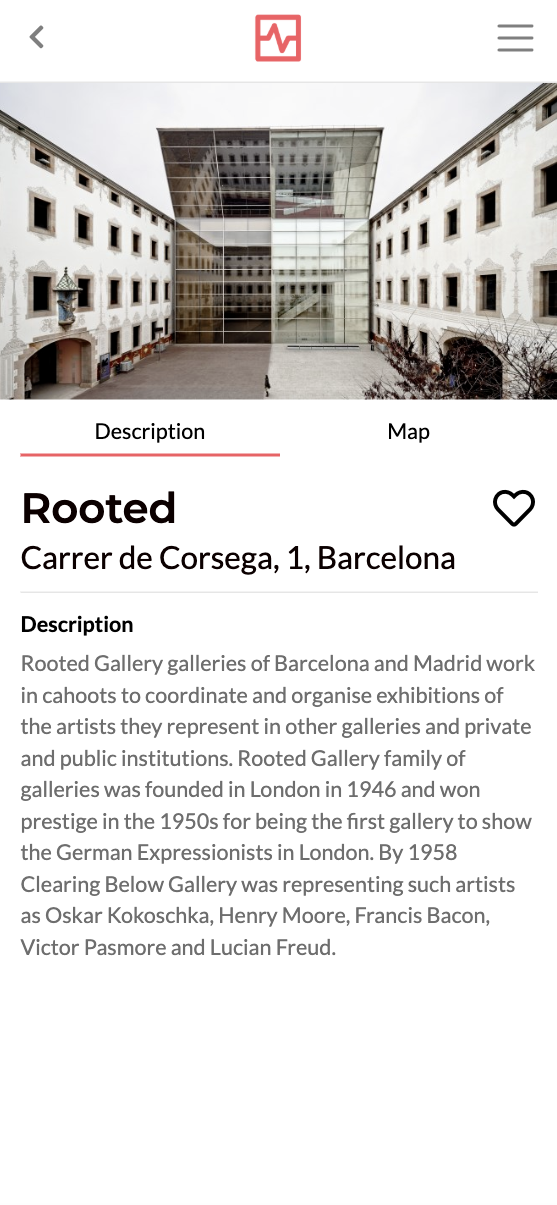 Description
Map
Rooted
Carrer de Corsega, 1, Barcelona
Description
Rooted Gallery galleries of Barcelona and Madrid work
in cahoots to coordinate and organise exhibitions of
the artists they represent in other galleries and private
and public institutions. Rooted Gallery family of
galleries was founded in London in 1946 and won
prestige in the 1950s for being the first gallery to show
the German Expressionists in London. By 1958
Clearing Below Gallery was representing such artists
as Oskar Kokoschka, Henry Moore, Francis Bacon,
Victor Pasmore and Lucian Freud.